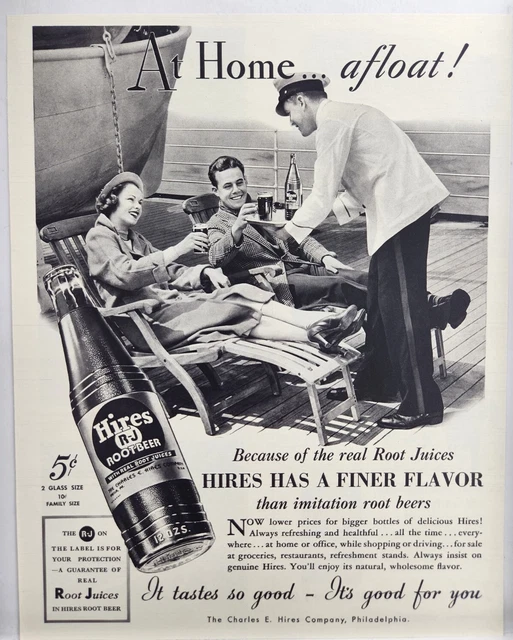 At Home... afloat!
Hires
R-J
ROOTBEER
WITH REAL ROOT JUICES
THE CHARLES E. HIRES COMPANY
12 OZS.
5¢
2 GLASS SIZE
10¢
FAMILY SIZE
THE R-J ON
THE LABEL IS FOR
YOUR PROTECTION
—A GUARANTEE OF
REAL
Root Juices
IN HIRES ROOT BEER
Because of the real Root Juices
HIRES HAS A FINER FLAVOR
than imitation root beers
NOW lower prices for bigger bottles of delicious Hires!
Always refreshing and healthful...all the time...every-
where...at home or office, while shopping or driving...for sale
at groceries, restaurants, refreshment stands. Always insist on
genuine Hires. You'll enjoy its natural, wholesome flavor.
It tastes so good – It's good for you
The Charles E. Hires Company, Philadelphia.